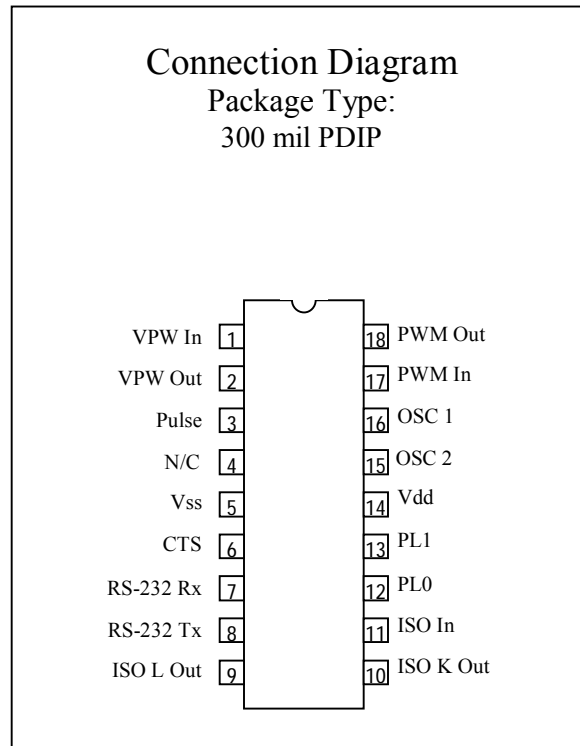 Connection Diagram
Package Type:
300 mil PDIP
VPW In 1 18 PWM Out
VPW Out 2 17 PWM In
Pulse 3 16 OSC 1
N/C 4 15 OSC 2
Vss 5 14 Vdd
CTS 6 13 PL1
RS-232 Rx 7 12 PL0
RS-232 Tx 8 11 ISO In
ISO L Out 9 10 ISO K Out